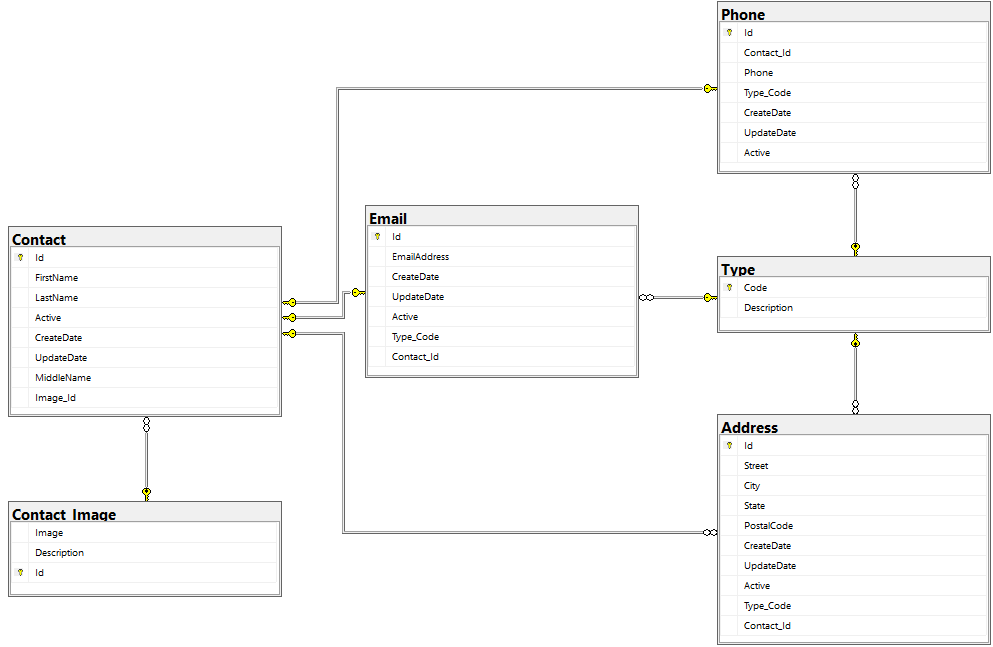 Phone
Id
Contact_Id
Phone
Type_Code
CreateDate
UpdateDate
Active
Email
Id
EmailAddress
CreateDate
UpdateDate
Active
Type_Code
Contact_Id
Contact
Id
FirstName
LastName
Active
CreateDate
UpdateDate
MiddleName
Image_Id
Type
Code
Description
Address
Id
Street
City
State
PostalCode
CreateDate
UpdateDate
Active
Type_Code
Contact_Id
Contact_Image
Image
Description
Id